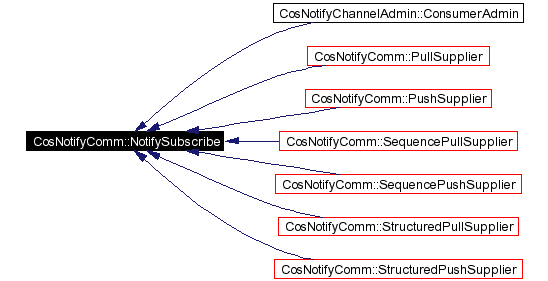 CosNotifyChannelAdmin::ConsumerAdmin
CosNotifyComm::PullSupplier
CosNotifyComm::PushSupplier
CosNotifyComm::NotifySubscribe
CosNotifyComm::SequencePullSupplier
CosNotifyComm::SequencePushSupplier
CosNotifyComm::StructuredPullSupplier
CosNotifyComm::StructuredPushSupplier